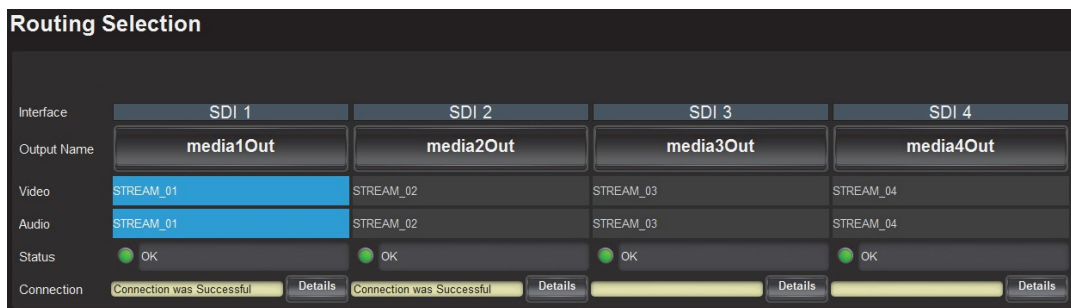 Routing Selection
Interface SDI 1 SDI 2 SDI 3 SDI 4
Output Name media1Out media2Out media3Out media4Out
Video STREAM_01 STREAM_02 STREAM_03 STREAM_04
Audio STREAM_01 STREAM_02 STREAM_03 STREAM_04
Status OK OK OK OK
Connection Connection was Successful Details Connection was Successful Details Details Details